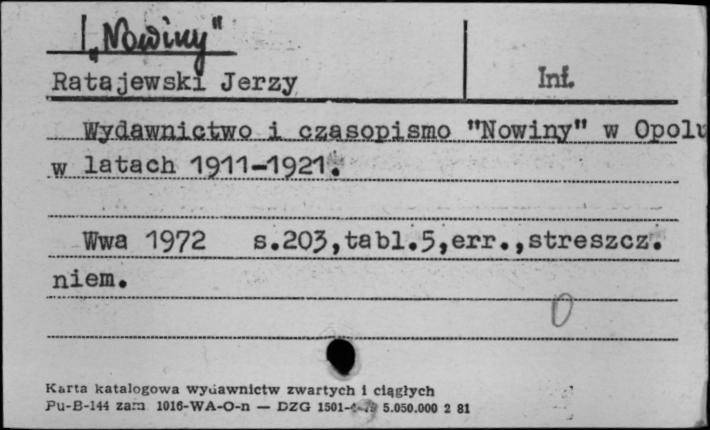 "Nowiny"
Ratajewski Jerzy
Inf.
Wydawnictwo i czasopismo "Nowiny" w Opolu
w latach 1911-1921.
Wwa 1972 s.203,tabl.5,err.,streszcz.
niem.
0
Karta katalogowa wydawnictw zwartych i ciągłych
Pu-B-144 zam 1016-WA-O-n — DZG 1501- 5.050.000 2 81